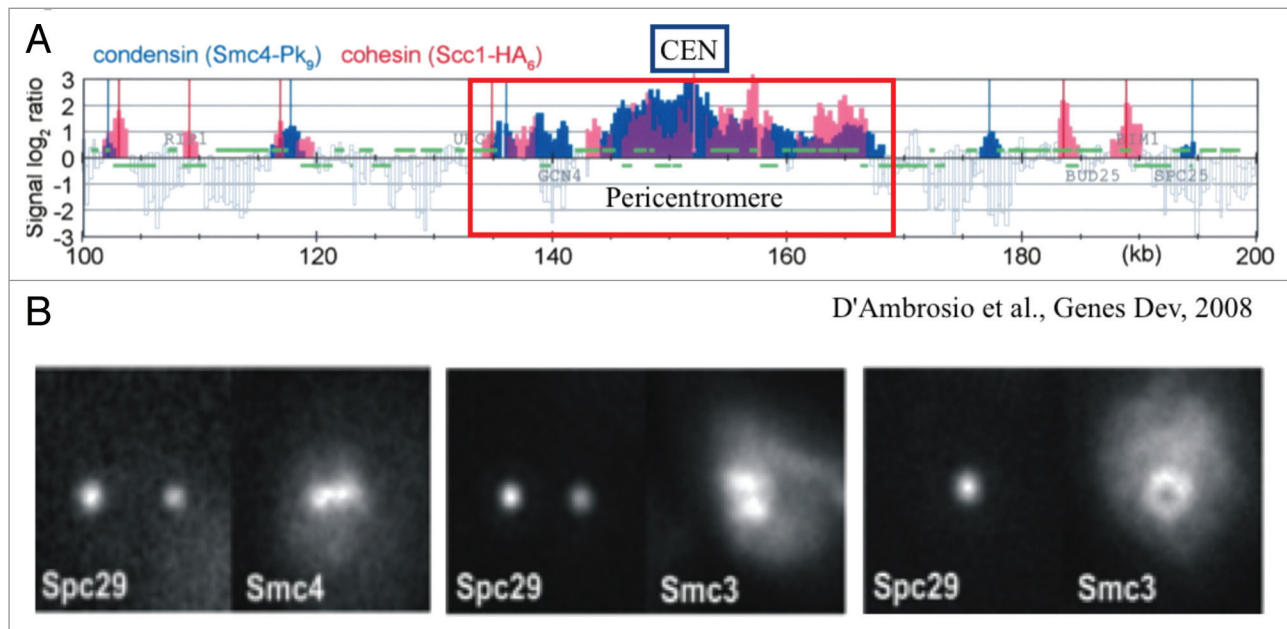 A
condensin (Smc4-Pk9) cohesin (Scc1-HA6)
CEN
Signal log2 ratio
3
2
1
0
-1
-2
-3
GCN4
BUD25
SPC25
Pericentromere
100 120 140 160 180 (kb) 200
B
D'Ambrosio et al., Genes Dev, 2008
Spc29 Smc4 Spc29 Smc3 Spc29 Smc3